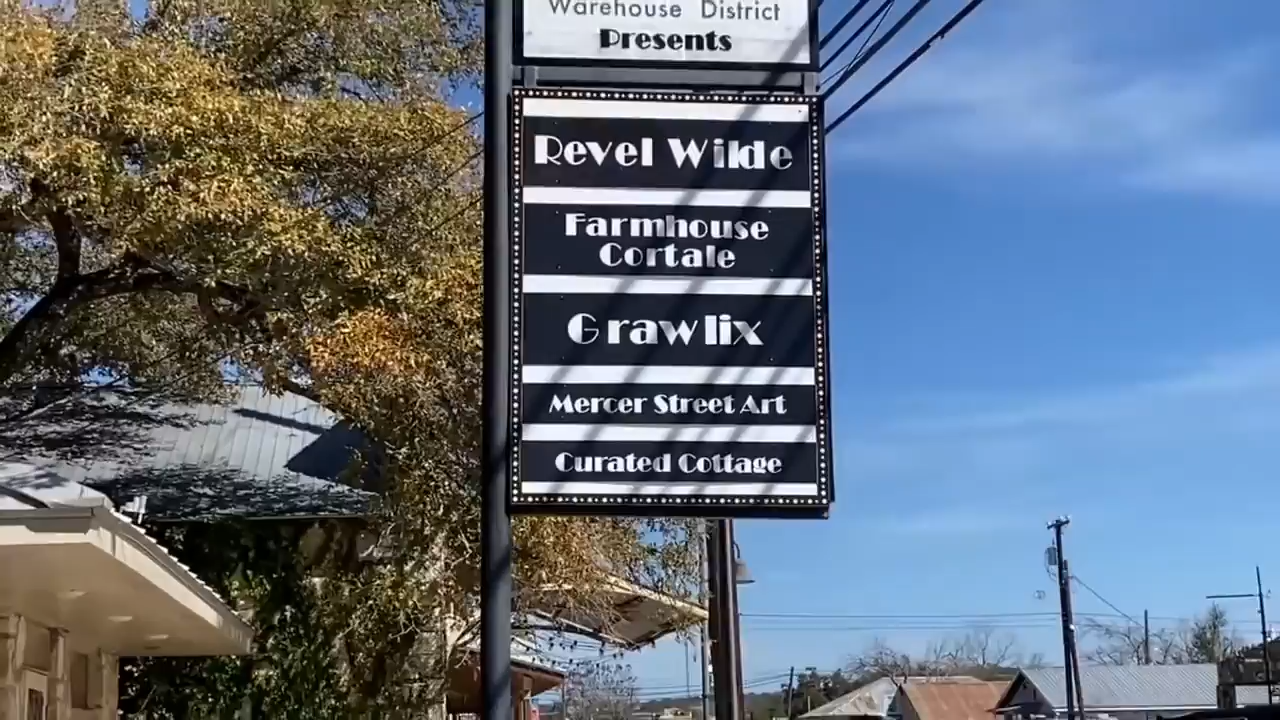 Warehouse District
Presents
Revel Wilde
Farmhouse
Cortale
Grawlix
Mercer Street Art
Curated Cottage